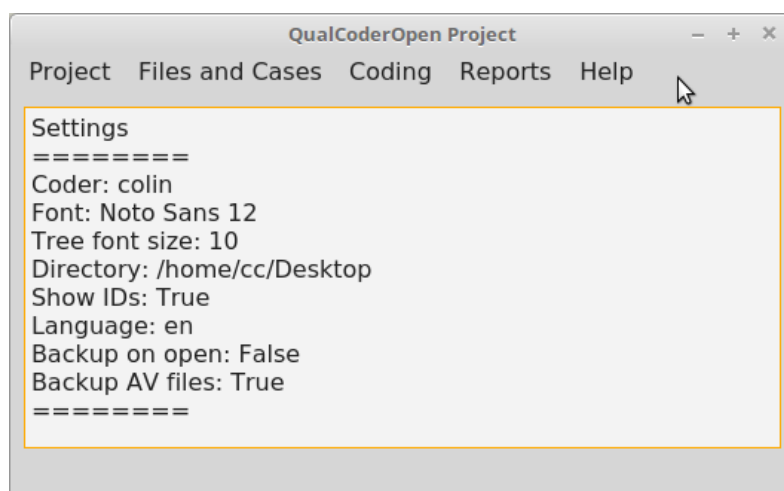 QualCoderOpen Project
Project Files and Cases Coding Reports Help
Settings
========
Coder: colin
Font: Noto Sans 12
Tree font size: 10
Directory: /home/cc/Desktop
Show IDs: True
Language: en
Backup on open: False
Backup AV files: True
========